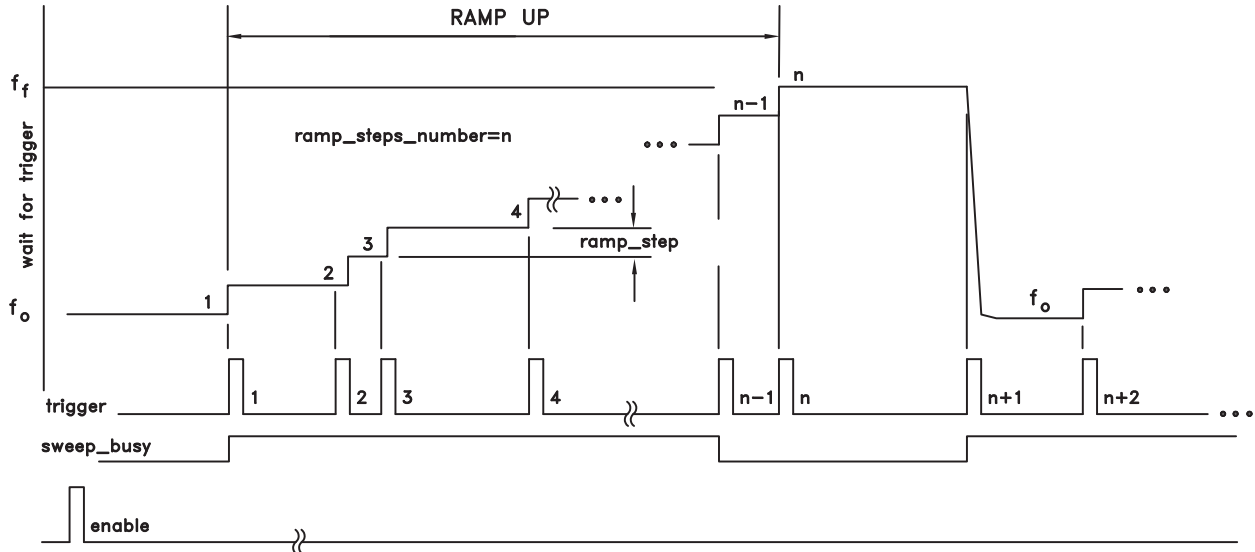 RAMP UP
f_f
n
n-1
ramp_steps_number=n
wait for trigger
4
ramp_step
3
2
1
f_o
f_o
trigger
1
2
3
4
n-1
n
n+1
n+2
sweep_busy
enable